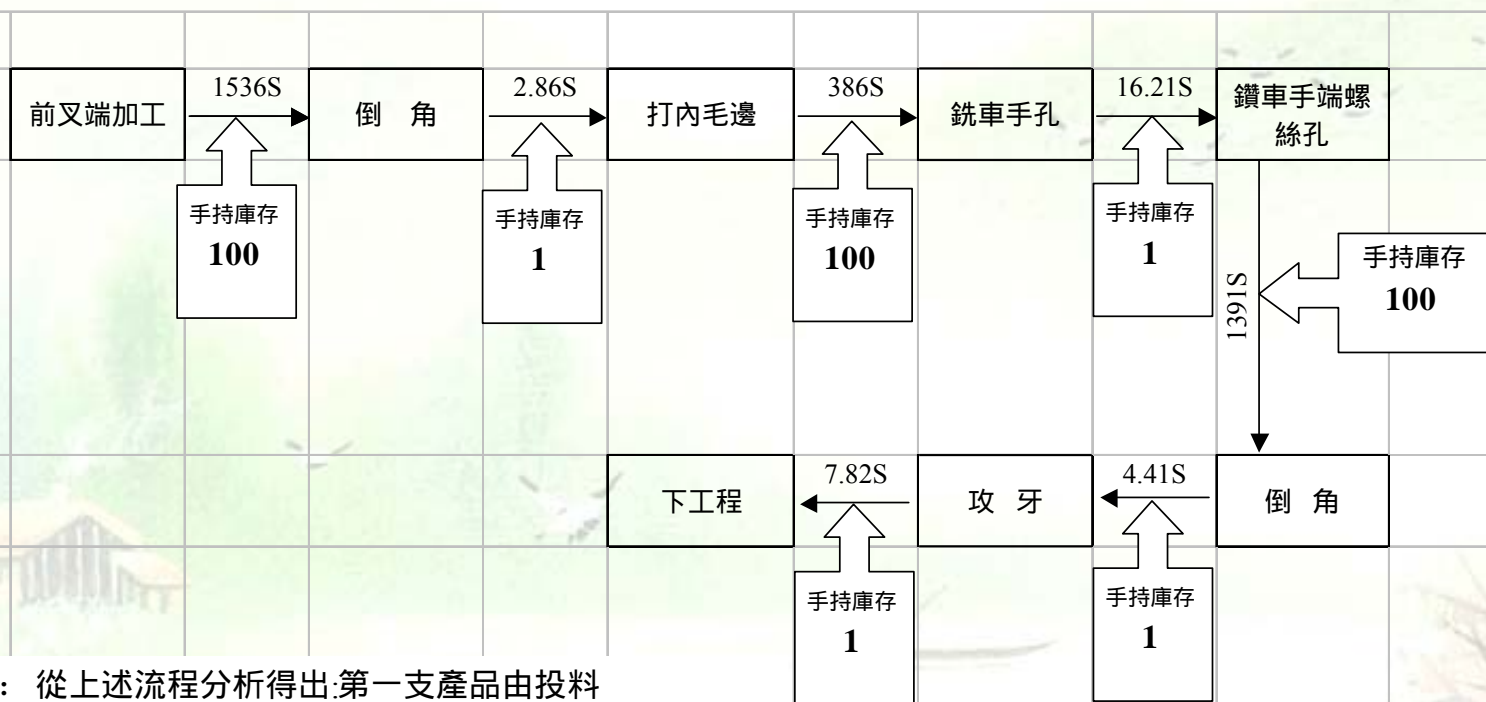 前叉端加工
1536S
倒 角
2.86S
打內毛邊
386S
銑車手孔
16.21S
鑽車手端螺
絲孔
手持庫存
100
手持庫存
1
手持庫存
100
手持庫存
1
1391S
手持庫存
100
下工程
7.82S
攻 牙
4.41S
倒 角
手持庫存
1
手持庫存
1
: 從上述流程分析得出:第一支產品由投料